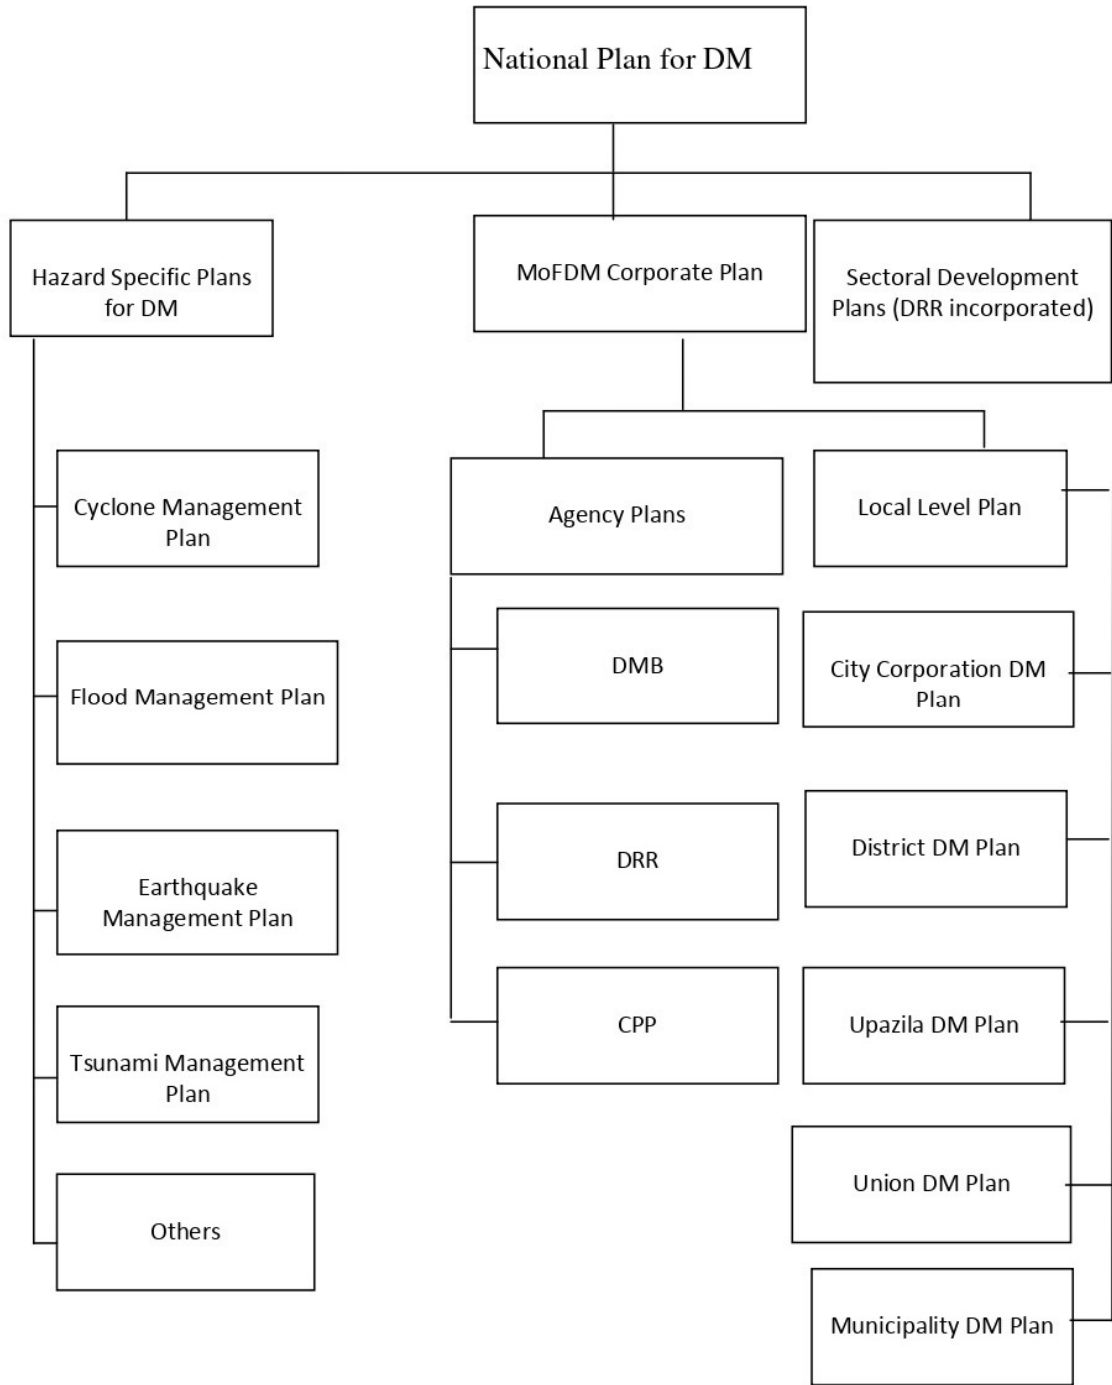 National Plan for DM
Hazard Specific Plans
for DM
MoFDM Corporate Plan
Sectoral Development
Plans (DRR incorporated)
Cyclone Management
Plan
Flood Management Plan
Earthquake
Management Plan
Tsunami Management
Plan
Others
Agency Plans
DMB
DRR
CPP
Local Level Plan
City Corporation DM
Plan
District DM Plan
Upazila DM Plan
Union DM Plan
Municipality DM Plan